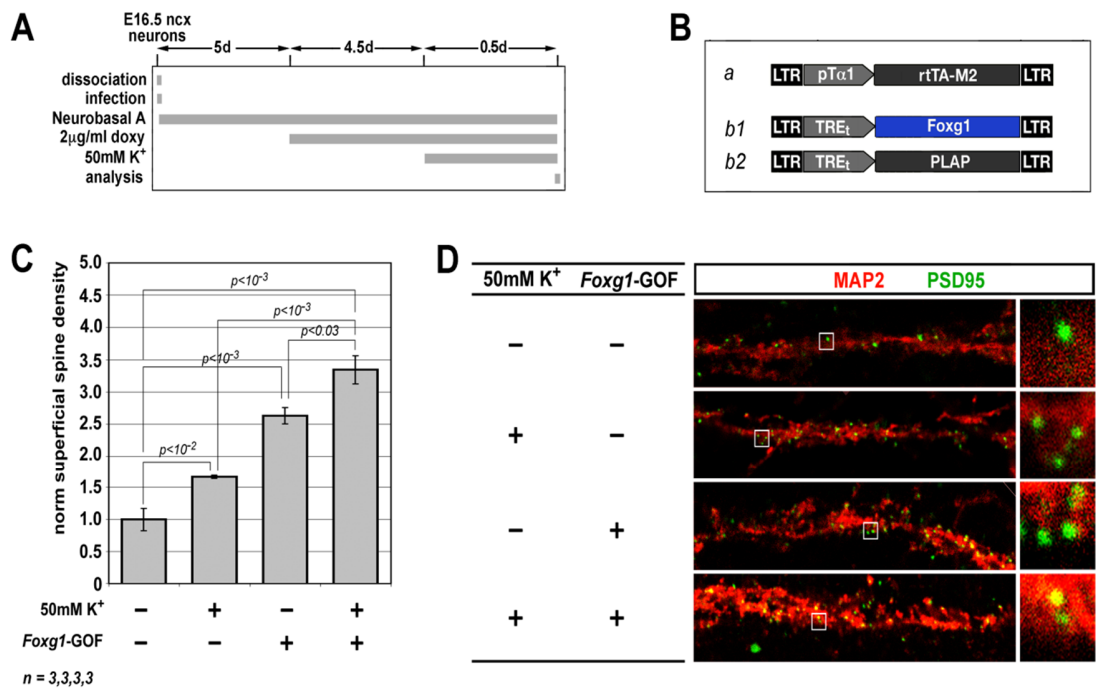 A
E16.5 ncx
neurons
5d 4.5d 0.5d
dissociation
infection
Neurobasal A
2μg/ml doxy
50mM K⁺
analysis
B
a LTR pTα1 rtTA-M2 LTR
b1 LTR TREt Foxg1 LTR
b2 LTR TREt PLAP LTR
C
norm superficial spine density
5.0
4.5
4.0
3.5
3.0
2.5
2.0
1.5
1.0
0.5
0
p<10⁻³
p<10⁻³
p<0.03
p<10⁻³
p<10⁻²
50mM K⁺ − + − +
Foxg1-GOF − − + +
n = 3,3,3,3
D
50mM K⁺ Foxg1-GOF MAP2 PSD95
− −
+ −
− +
+ +